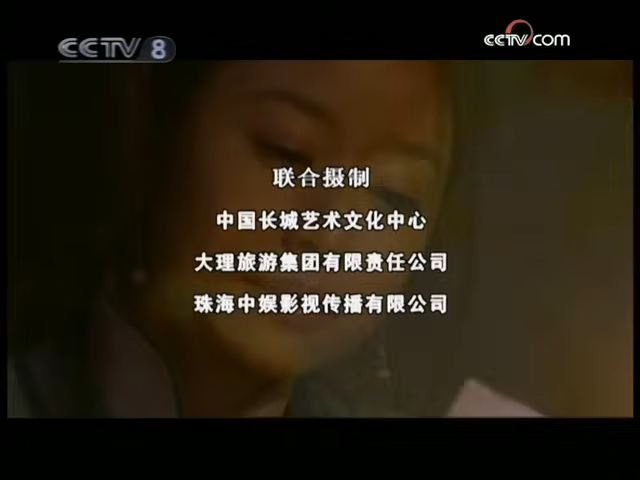 CCTV 8
CCTV.com
联合摄制
中国长城艺术文化中心
大理旅游集团有限责任公司
珠海中娱影视传播有限公司